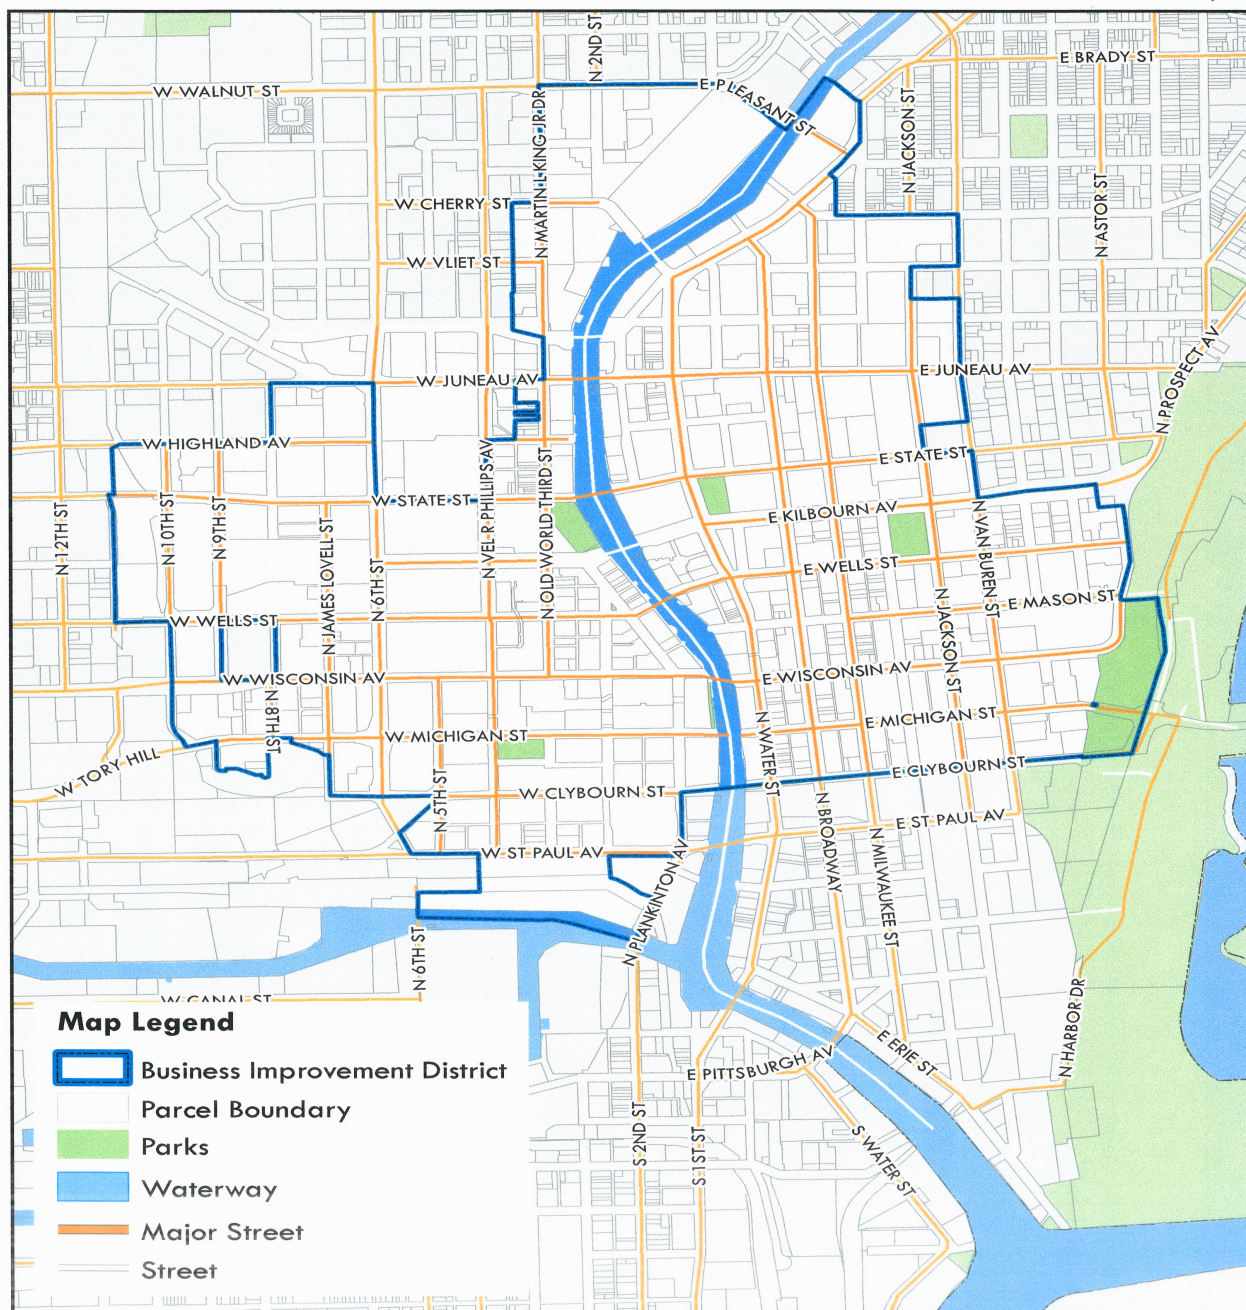 N 2ND ST
E BRADY ST
W WALNUT ST
E PLEASANT ST
N MARTIN L KING JR DR
N JACKSON ST
N ASTOR ST
W CHERRY ST
W VLIET ST
N PROSPECT AV
W JUNEAU AV
E JUNEAU AV
W HIGHLAND AV
N VEL R PHILLIPS AV
E STATE ST
W STATE ST
N OLD WORLD THIRD ST
E KILBOURN AV
N 12TH ST
N 10TH ST
N 9TH ST
N JAMES LOVELL ST
N 6TH ST
N VAN BUREN ST
E WELLS ST
N JACKSON ST
E MASON ST
W WELLS ST
W WISCONSIN AV
E WISCONSIN AV
N 8TH ST
N WATER ST
E MICHIGAN ST
W MICHIGAN ST
W TORY HILL
N 5TH ST
W CLYBOURN ST
E CLYBOURN ST
N BROADWAY
N MILWAUKEE ST
E ST PAUL AV
W ST PAUL AV
N PLANKINTON AV
N 6TH ST
W CANAL ST
N HARBOR DR
E ERIE ST
E PITTSBURGH AV
S 2ND ST
S 1ST ST
S WATER ST
Map Legend
Business Improvement District
Parcel Boundary
Parks
Waterway
Major Street
Street